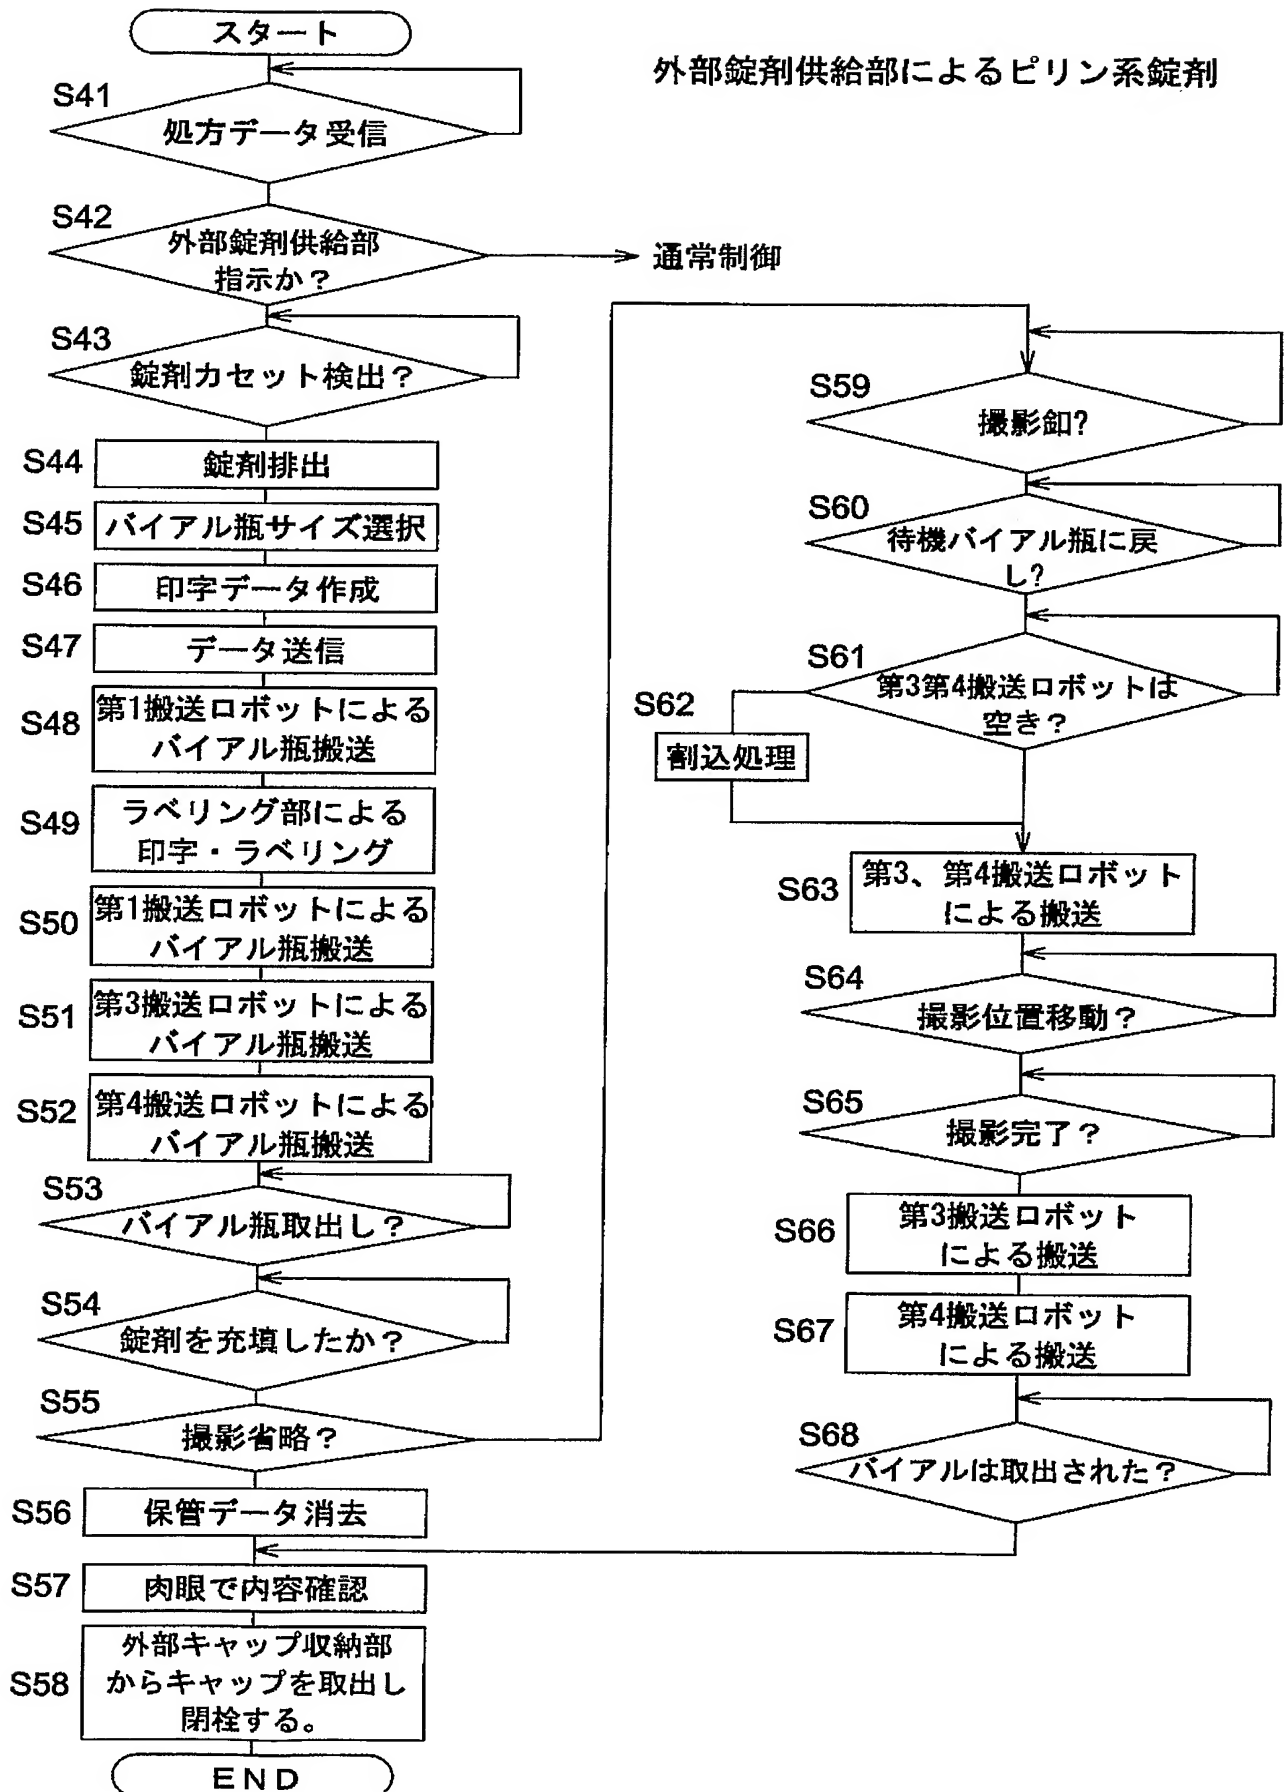 スタート
外部錠剤供給部によるピリン系錠剤
S41
処方データ受信
S42
外部錠剤供給部
指示か?
通常制御
S43
錠剤カセット検出?
S44
錠剤排出
S45
バイアル瓶サイズ選択
S46
印字データ作成
S47
データ送信
S48
第1搬送ロボットによる
バイアル瓶搬送
S49
ラベリング部による
印字・ラベリング
S50
第1搬送ロボットによる
バイアル瓶搬送
S51
第3搬送ロボットによる
バイアル瓶搬送
S52
第4搬送ロボットによる
バイアル瓶搬送
S53
バイアル瓶取出し?
S54
錠剤を充填したか?
S55
撮影省略?
S56
保管データ消去
S57
肉眼で内容確認
S58
外部キャップ収納部
からキャップを取出し
閉栓する。
END
S59
撮影釦?
S60
待機バイアル瓶に戻
し?
S61
第3第4搬送ロボットは
空き?
S62
割込処理
S63
第3、第4搬送ロボット
による搬送
S64
撮影位置移動?
S65
撮影完了?
S66
第3搬送ロボット
による搬送
S67
第4搬送ロボット
による搬送
S68
バイアルは取出された?